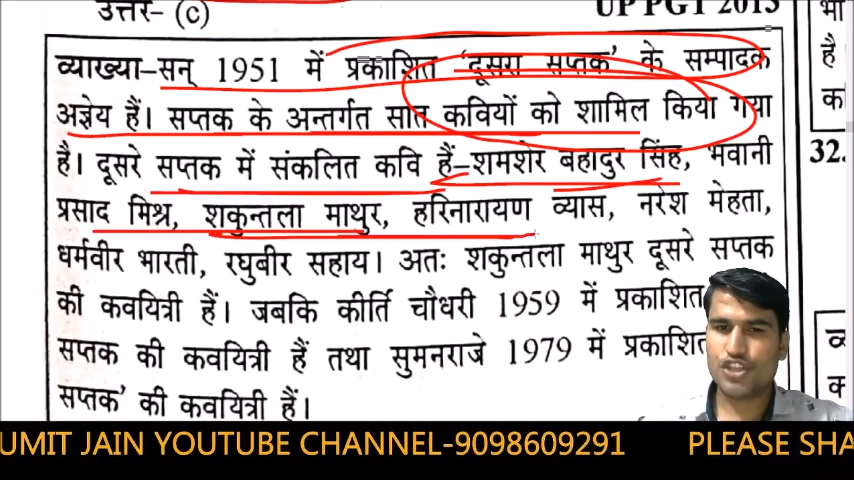 उत्तर- (c)
UP PGT 2013
व्याख्या–सन् 1951 में प्रकाशित 'दूसरा सप्तक' के सम्पादक
अज्ञेय हैं। सप्तक के अन्तर्गत सात कवियों को शामिल किया गया
है। दूसरे सप्तक में संकलित कवि हैं–शमशेर बहादुर सिंह, भवानी
प्रसाद मिश्र, शकुन्तला माथुर, हरिनारायण व्यास, नरेश मेहता,
धर्मवीर भारती, रघुबीर सहाय। अतः शकुन्तला माथुर दूसरे सप्तक
की कवयित्री हैं। जबकि कीर्ति चौधरी 1959 में प्रकाशित
सप्तक की कवयित्री हैं तथा सुमनराजे 1979 में प्रकाशित
सप्तक' की कवयित्री हैं।
भा
है
क
32.
UMIT JAIN YOUTUBE CHANNEL-9098609291 PLEASE SHA